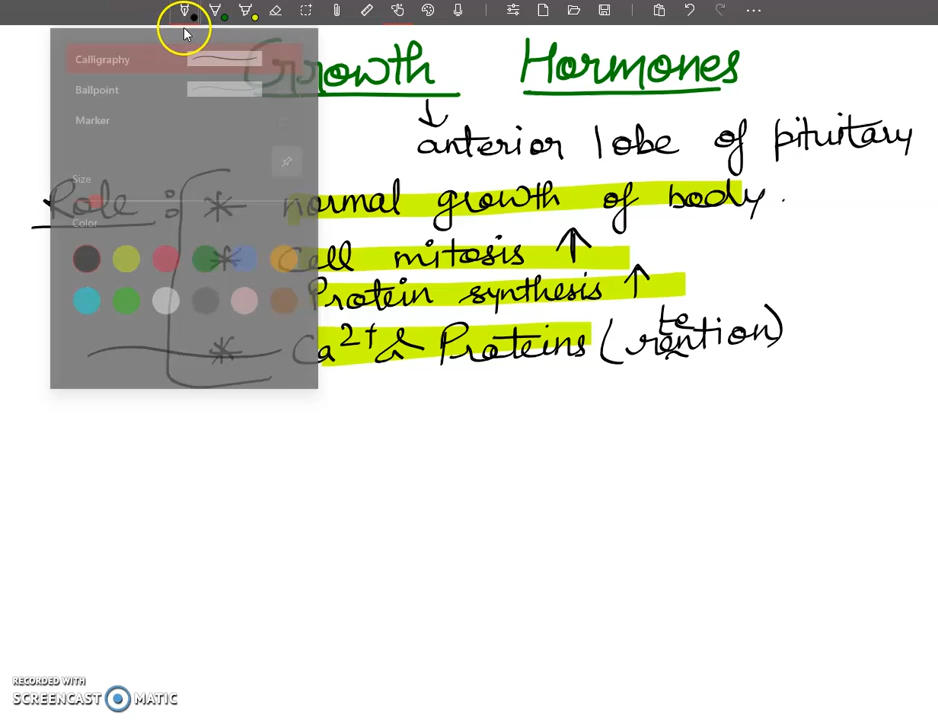 Calligraphy
Ballpoint
Marker
Size
Color
Growth Hormones
↓
anterior lobe of pituitary
Role : * normal growth of body.
* Cell mitosis ↑
Protein synthesis ↑
* Ca2+ & Proteins (retention)
RECORDED WITH
SCREENCAST MATIC